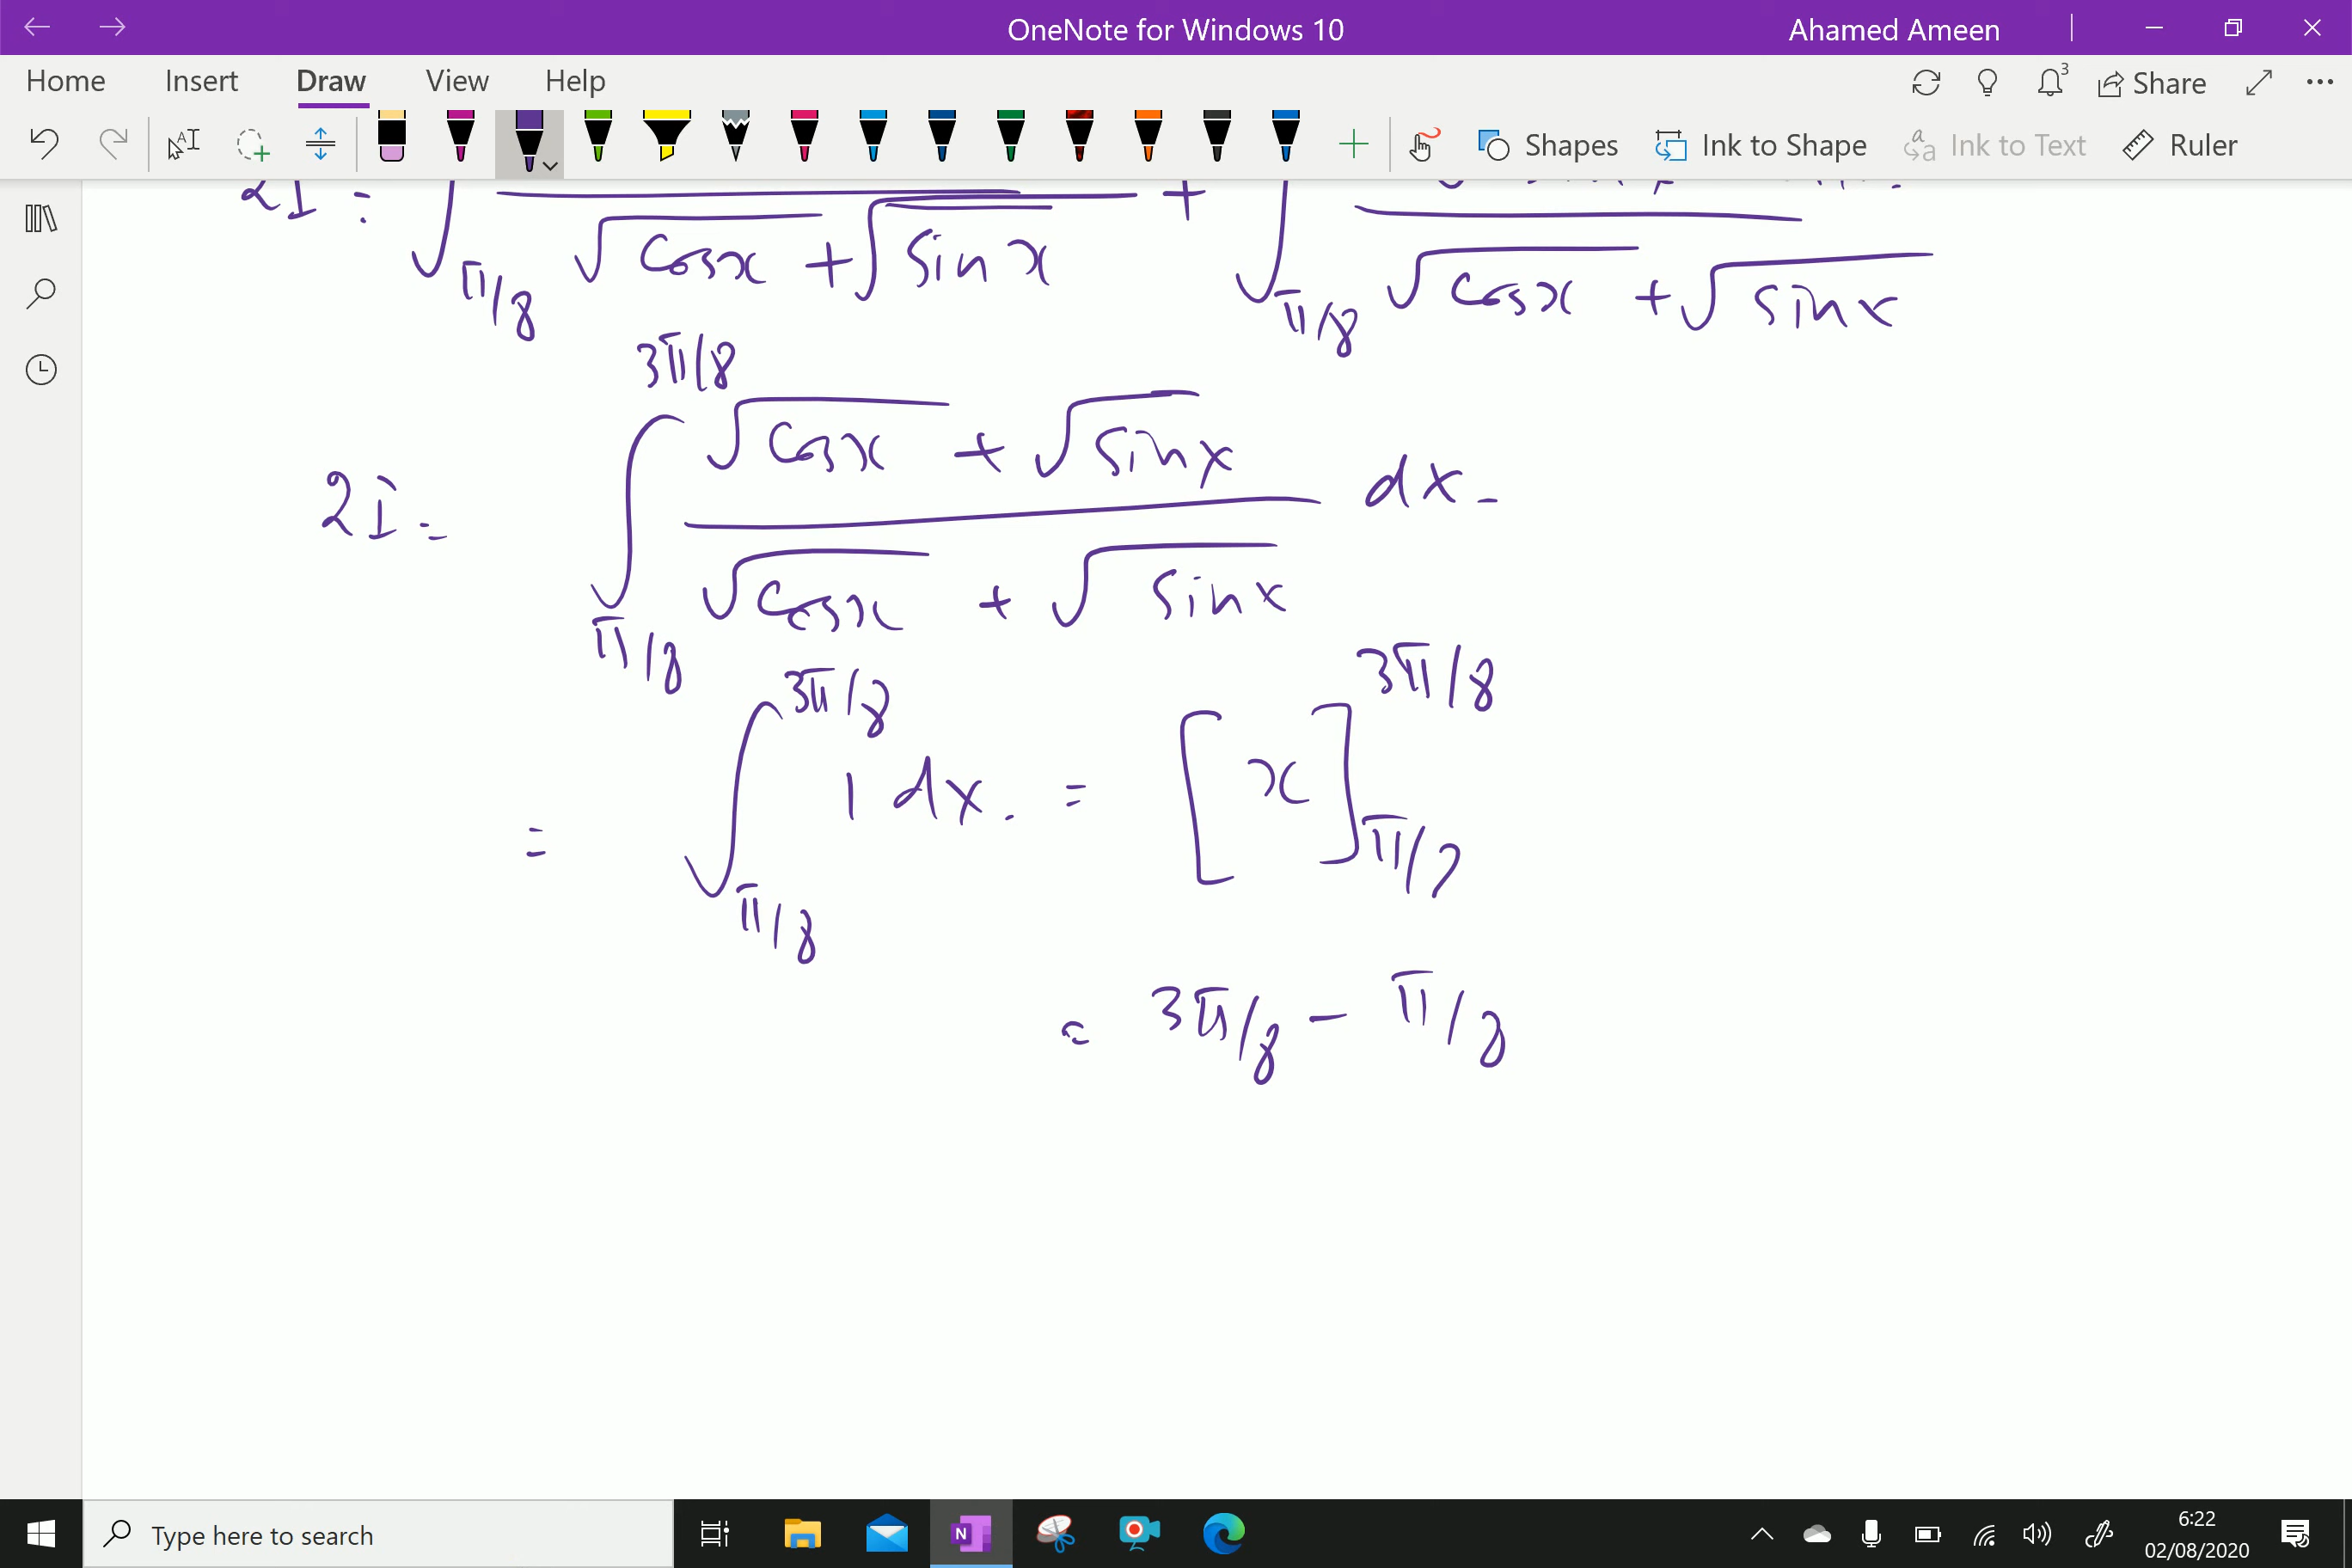 OneNote for Windows 10 Ahamed Ameen
Home Insert Draw View Help 3 Share
Shapes Ink to Shape Ink to Text Ruler
2I = ∫ π/8 √cosx + √sinx + ∫ π/8 √cosx + √sinx
2I = ∫ π/8 3π/8 √cosx + √sinx / √cosx + √sinx dx
= ∫ π/8 3π/8 1 dx. = [x] 3π/8 π/
= 3π/8 − π/8
Type here to search
N
6:22
02/08/2020